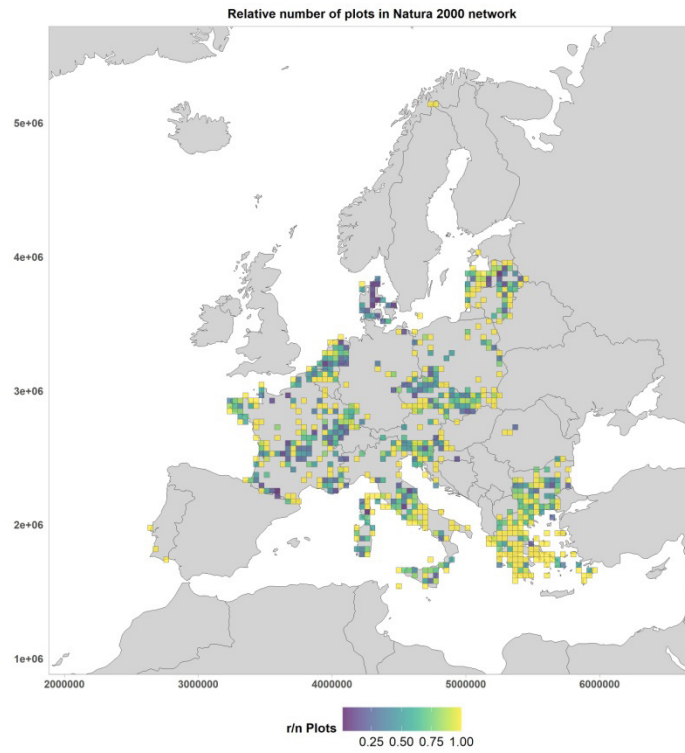 Relative number of plots in Natura 2000 network
5e+06
4e+06
3e+06
2e+06
1e+06
2000000 3000000 4000000 5000000 6000000
r/n Plots
0.25 0.50 0.75 1.00